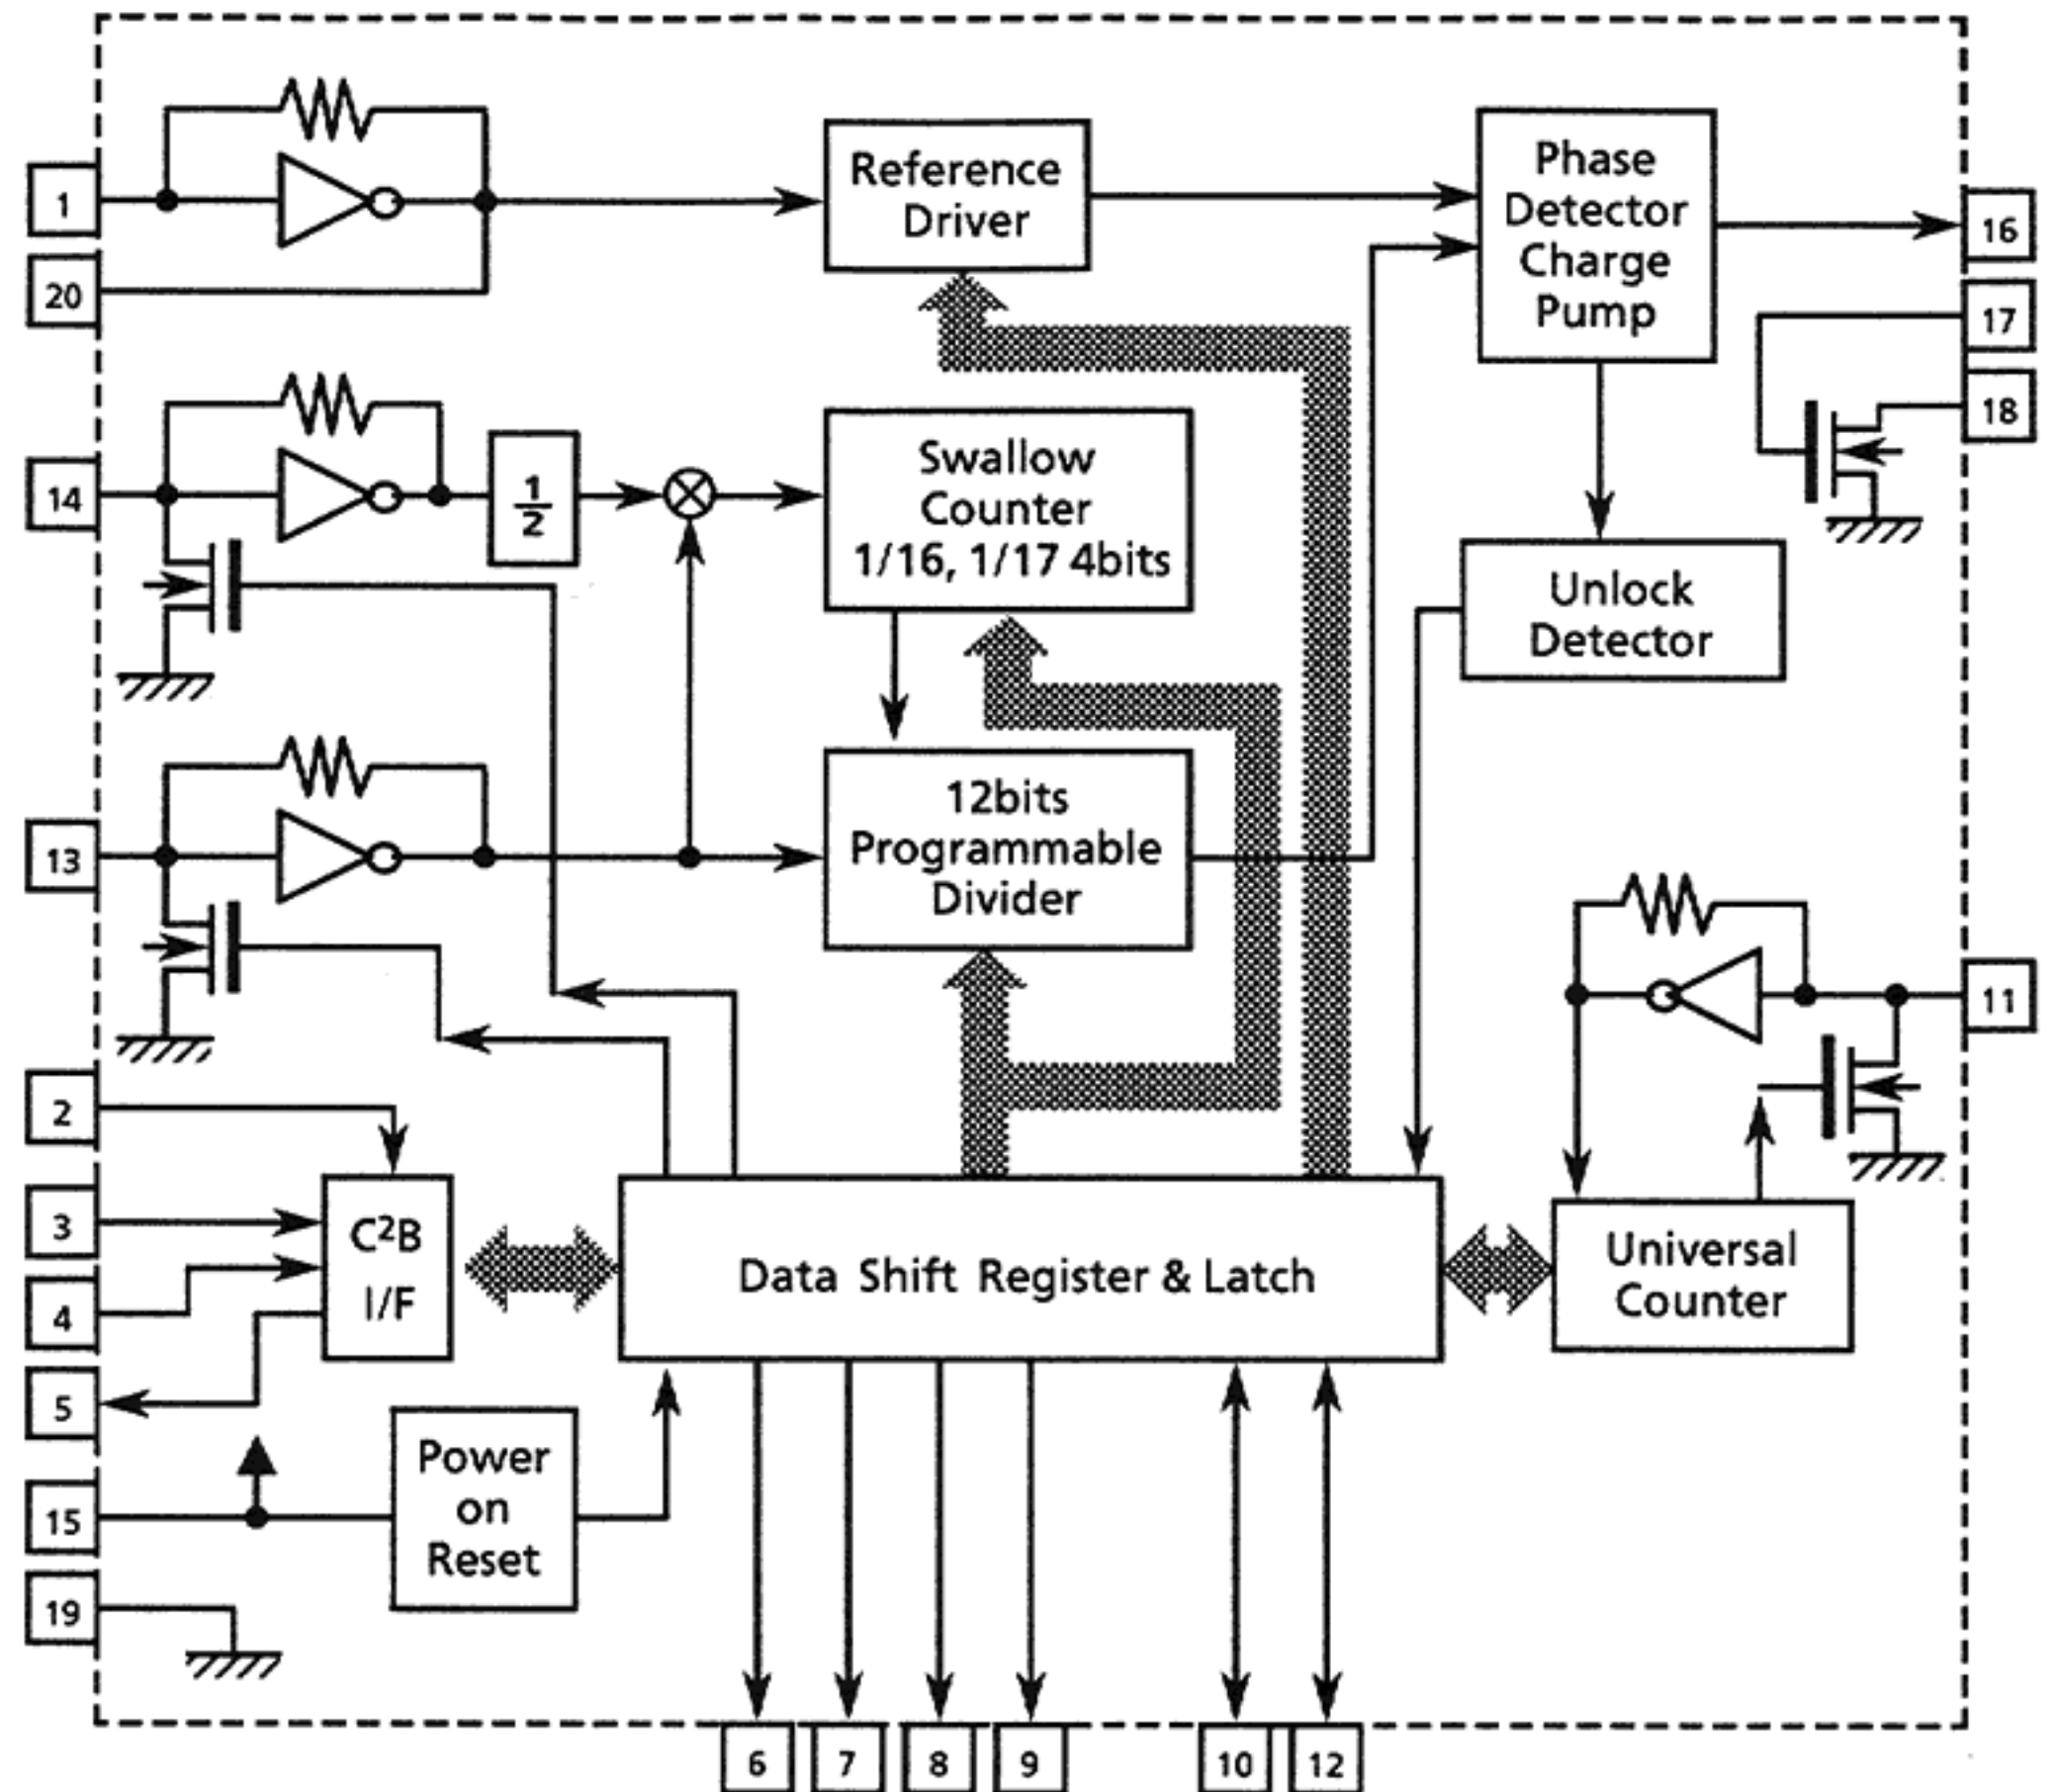 1
20
14
13
2
3
4
5
15
19
Reference
Driver
Phase
Detector
Charge
Pump
16
17
18
1
2
Swallow
Counter
1/16, 1/17 4bits
Unlock
Detector
12bits
Programmable
Divider
11
C²B
I/F
Data Shift Register & Latch
Universal
Counter
Power
on
Reset
6
7
8
9
10
12